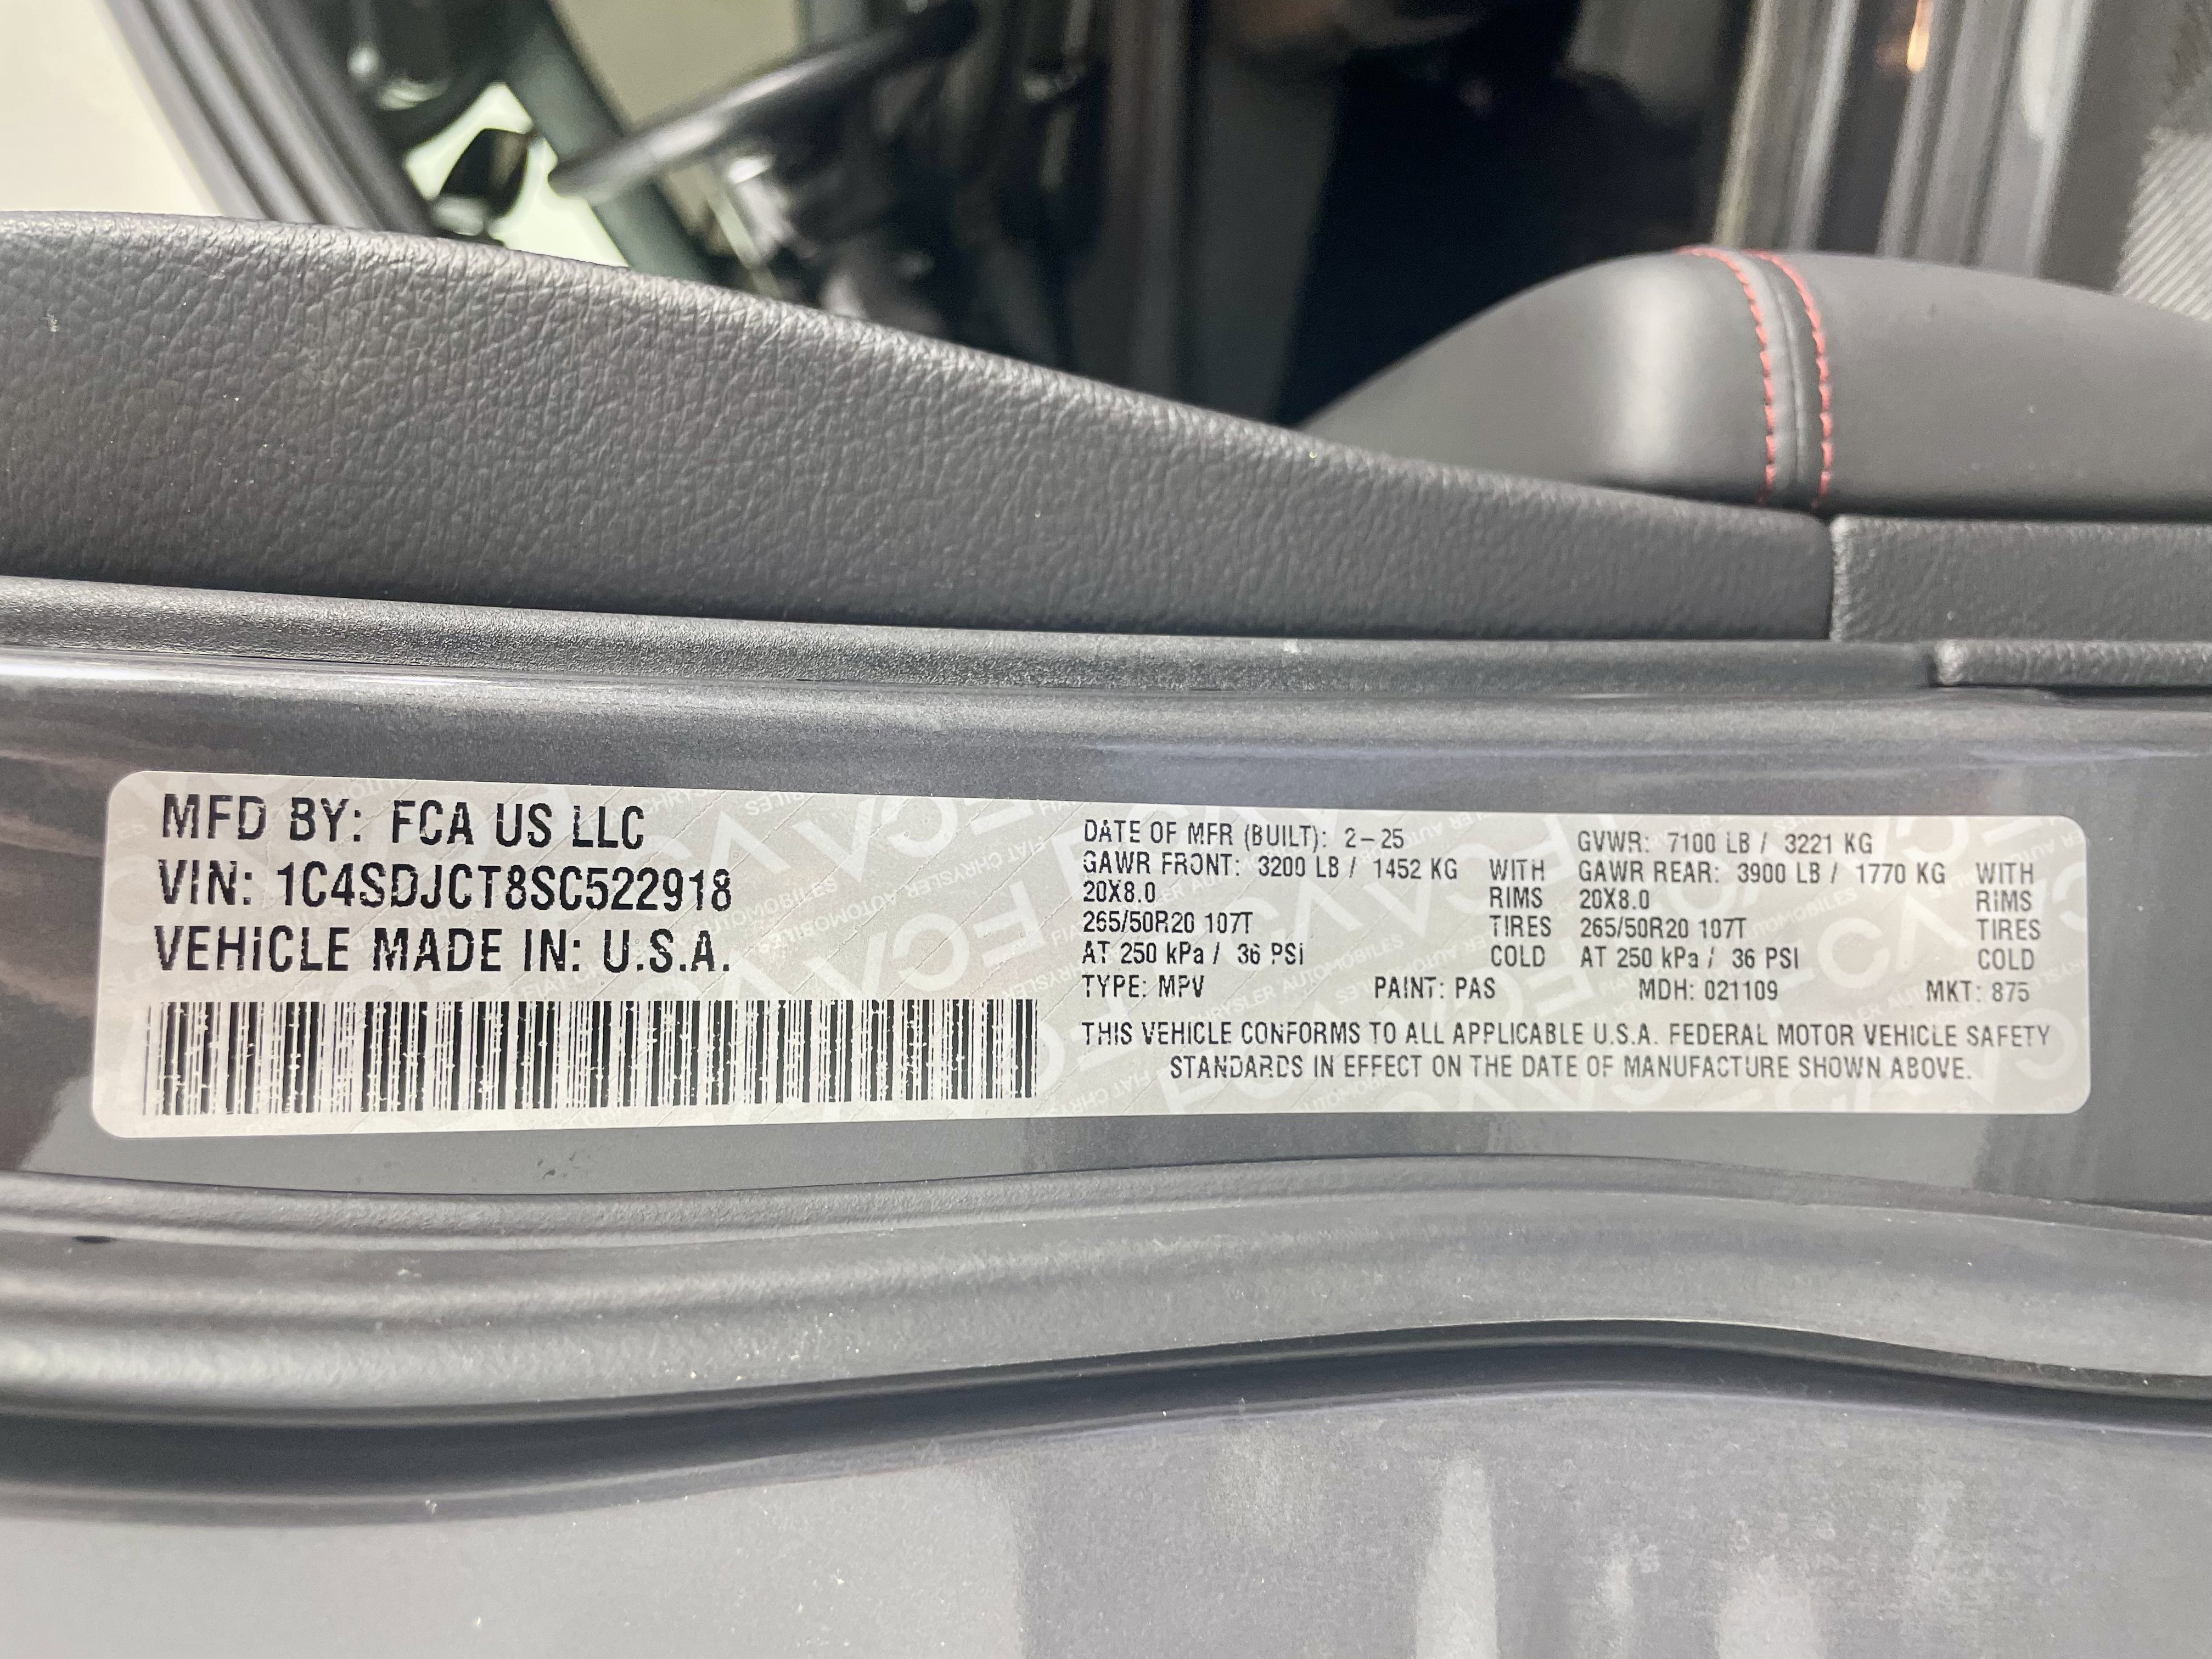 MFD BY: FCA US LLC
VIN: 1C4SDJCT8SC522918
VEHICLE MADE IN: U.S.A.
DATE OF MFR (BUILT): 2-25 GVWR: 7100 LB / 3221 KG
GAWR FRONT: 3200 LB / 1452 KG WITH GAWR REAR: 3900 LB / 1770 KG WITH
20X8.0 RIMS 20X8.0 RIMS
265/50R20 107T TIRES 265/50R20 107T TIRES
AT 250 kPa / 36 PSI COLD AT 250 kPa / 36 PSI COLD
TYPE: MPV PAINT: PAS MDH: 021109 MKT: 875
THIS VEHICLE CONFORMS TO ALL APPLICABLE U.S.A. FEDERAL MOTOR VEHICLE SAFETY
STANDARDS IN EFFECT ON THE DATE OF MANUFACTURE SHOWN ABOVE.